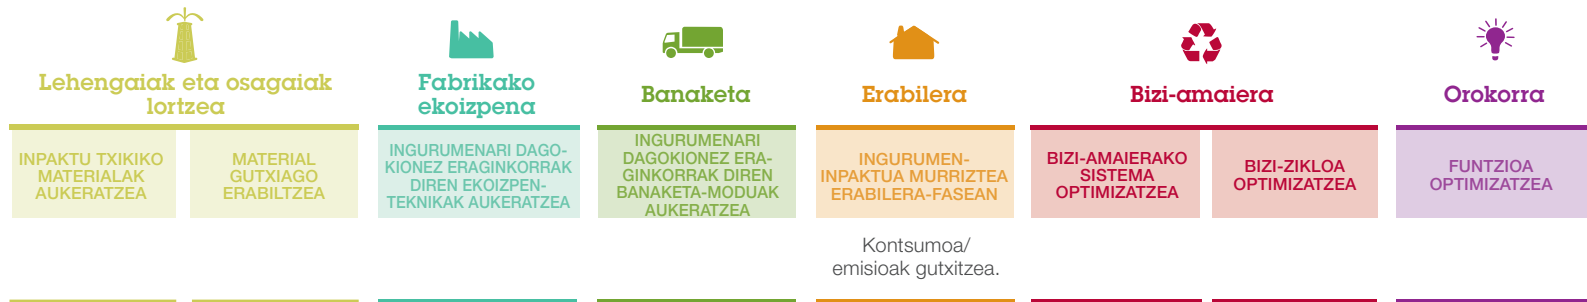 Lehengaiak eta osagaiak
lortzea
Fabrikako
ekoizpena
Banaketa
Erabilera
Bizi-amaiera
Orokorra
INPAKTU TXIKIKO
MATERIALAK
AUKERATZEA
MATERIAL
GUTXIAGO
ERABILTZEA
INGURUMENARI DAGO-
KIONEZ ERAGINKORRAK
DIREN EKOIZPEN-
TEKNIKAK AUKERATZEA
INGURUMENARI
DAGOKIONEZ ERA-
GINKORRAK DIREN
BANAKETA-MODUAK
AUKERATZEA
INGURUMEN-
INPAKTUA MURRIZTEA
ERABILERA-FASEAN
BIZI-AMAIERAKO
SISTEMA
OPTIMIZATZEA
BIZI-ZIKLOA
OPTIMIZATZEA
FUNTZIOA
OPTIMIZATZEA
Kontsumoa/
emisioak gutxitzea.